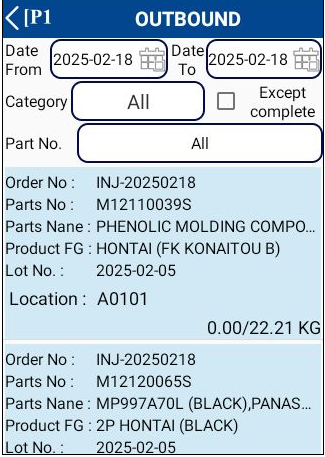 [P1 OUTBOUND
Date From 2025-02-18 Date To 2025-02-18
Category All Except complete
Part No. All
Order No : INJ-20250218
Parts No : M12110039S
Parts Nane : PHENOLIC MOLDING COMPO...
Product FG : HONTAI (FK KONAITOU B)
Lot No. : 2025-02-05
Location : A0101
0.00/22.21 KG
Order No : INJ-20250218
Parts No : M12120065S
Parts Nane : MP997A70L (BLACK),PANAS...
Product FG : 2P HONTAI (BLACK)
Lot No. : 2025-02-05